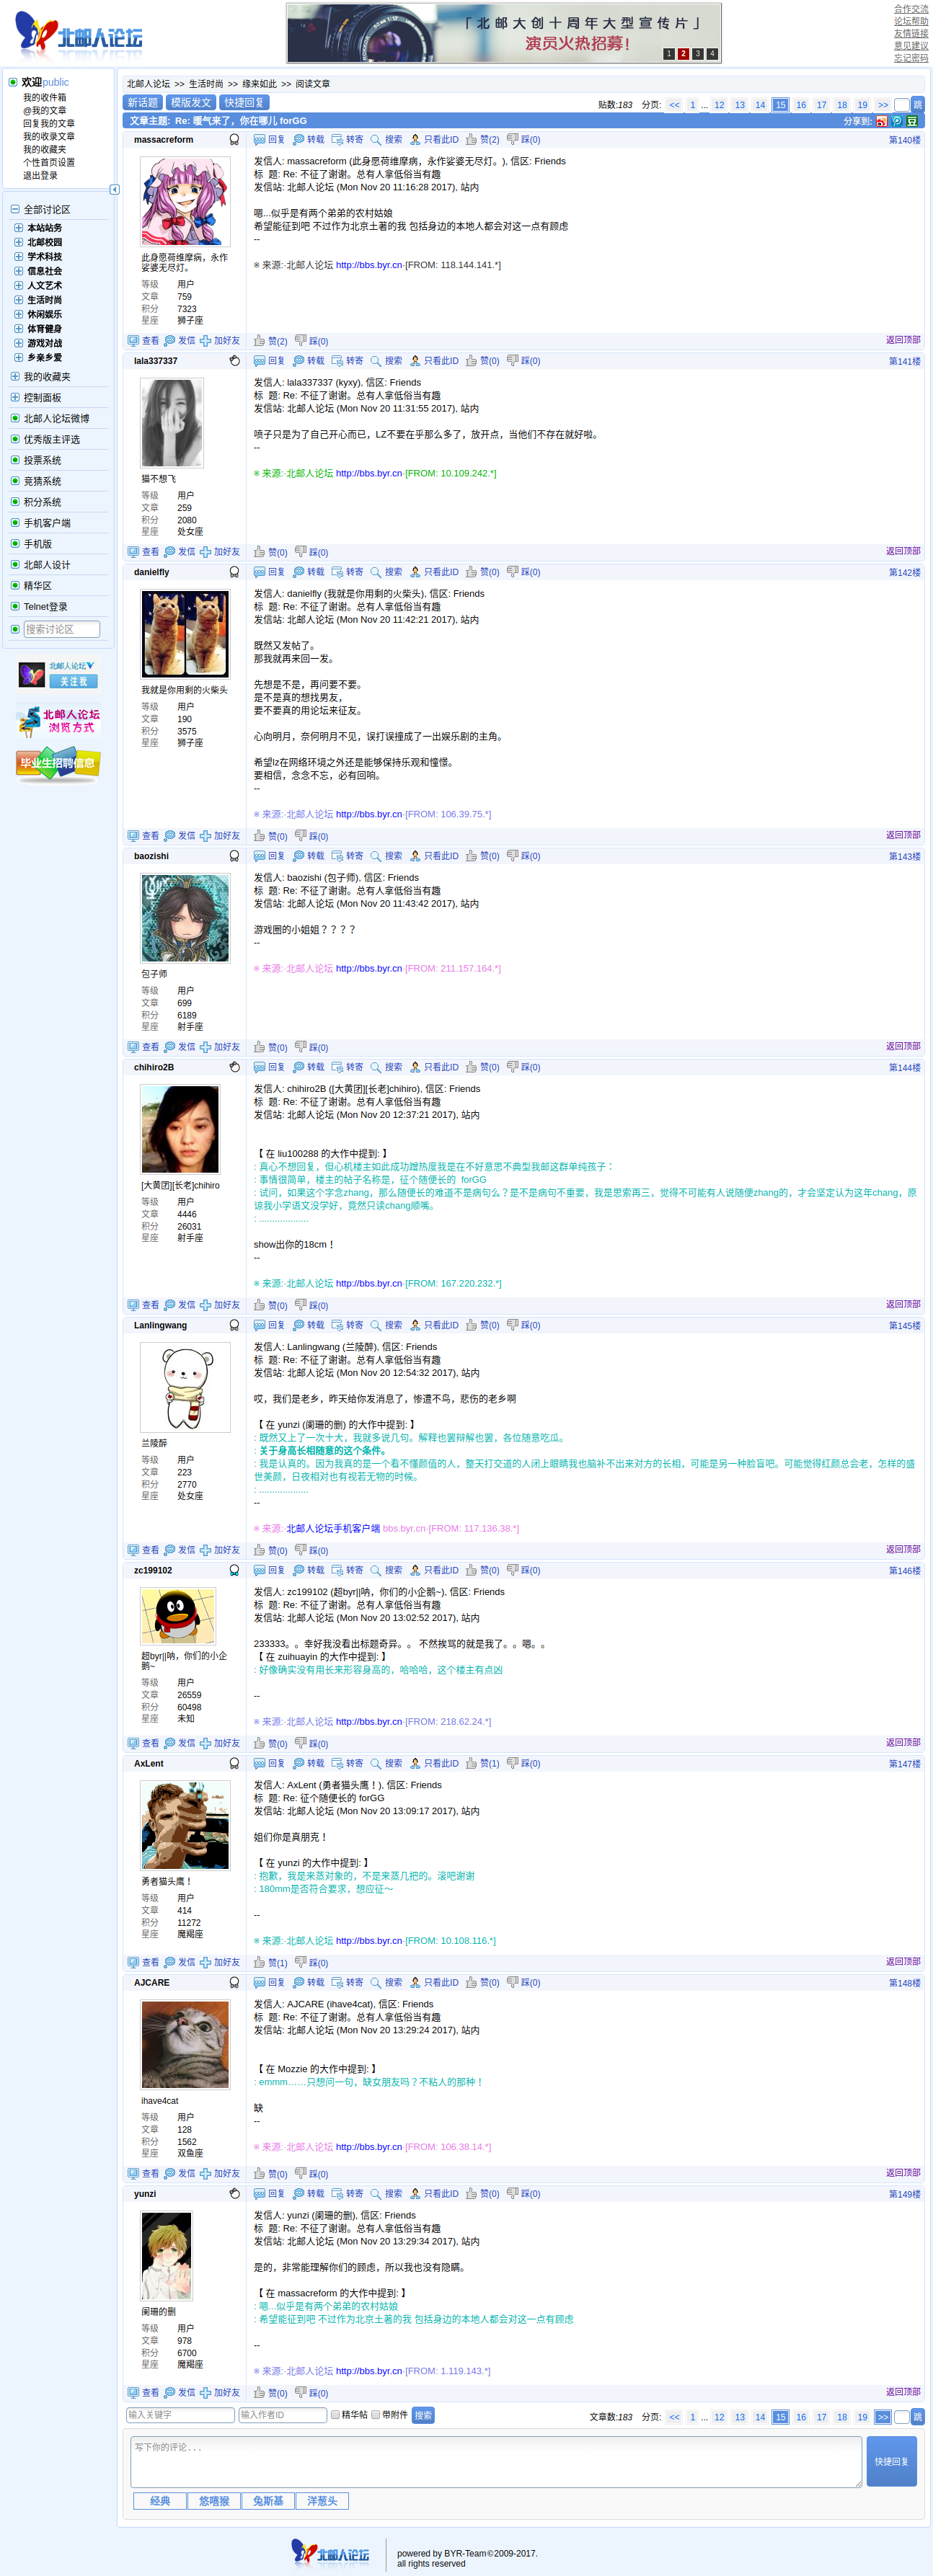 北邮人论坛
「北邮大创十周年大型宣传片」
演员火热招募!
1 2 3 4
合作交流
论坛帮助
友情链接
意见建议
忘记密码
欢迎public
我的收件箱
@我的文章
回复我的文章
我的收录文章
我的收藏夹
个性首页设置
退出登录
全部讨论区
本站站务
北邮校园
学术科技
信息社会
人文艺术
生活时尚
休闲娱乐
体育健身
游戏对战
乡亲乡爱
我的收藏夹
控制面板
北邮人论坛微博
优秀版主评选
投票系统
竞猜系统
积分系统
手机客户端
手机版
北邮人设计
精华区
Telnet登录
搜索讨论区
北邮人论坛
关注我
北邮人论坛
浏览方式
毕业生招聘信息
北邮人论坛 >> 生活时尚 >> 缘来如此 >> 阅读文章
新话题 模版发文 快捷回复
贴数:183 分页: << 1 ... 12 13 14 15 16 17 18 19 >> 跳
文章主题: Re: 暖气来了，你在哪儿 forGG
分享到: 豆
massacreform
回复 转载 转寄 搜索 只看此ID 赞(2) 踩(0)
第140楼
此身愿荷维摩病，永作娑婆无尽灯。
等级 用户
文章 759
积分 7323
星座 狮子座
发信人: massacreform (此身愿荷维摩病，永作娑婆无尽灯。), 信区: Friends
标 题: Re: 不征了谢谢。总有人拿低俗当有趣
发信站: 北邮人论坛 (Mon Nov 20 11:16:28 2017), 站内
嗯...似乎是有两个弟弟的农村姑娘
希望能征到吧 不过作为北京土著的我 包括身边的本地人都会对这一点有顾虑
--
※ 来源:·北邮人论坛 http://bbs.byr.cn·[FROM: 118.144.141.*]
查看 发信 加好友 赞(2) 踩(0)
返回顶部
lala337337
回复 转载 转寄 搜索 只看此ID 赞(0) 踩(0)
第141楼
猫不想飞
等级 用户
文章 259
积分 2080
星座 处女座
发信人: lala337337 (kyxy), 信区: Friends
标 题: Re: 不征了谢谢。总有人拿低俗当有趣
发信站: 北邮人论坛 (Mon Nov 20 11:31:55 2017), 站内
喷子只是为了自己开心而已，LZ不要在乎那么多了，放开点，当他们不存在就好啦。
--
※ 来源:·北邮人论坛 http://bbs.byr.cn·[FROM: 10.109.242.*]
查看 发信 加好友 赞(0) 踩(0)
返回顶部
danielfly
回复 转载 转寄 搜索 只看此ID 赞(0) 踩(0)
第142楼
我就是你用剩的火柴头
等级 用户
文章 190
积分 3575
星座 狮子座
发信人: danielfly (我就是你用剩的火柴头), 信区: Friends
标 题: Re: 不征了谢谢。总有人拿低俗当有趣
发信站: 北邮人论坛 (Mon Nov 20 11:42:21 2017), 站内
既然又发帖了。
那我就再来回一发。
先想是不是，再问要不要。
是不是真的想找男友，
要不要真的用论坛来征友。
心向明月，奈何明月不见，误打误撞成了一出娱乐剧的主角。
希望lz在网络环境之外还是能够保持乐观和憧憬。
要相信，念念不忘，必有回响。
--
※ 来源:·北邮人论坛 http://bbs.byr.cn·[FROM: 106.39.75.*]
查看 发信 加好友 赞(0) 踩(0)
返回顶部
baozishi
回复 转载 转寄 搜索 只看此ID 赞(0) 踩(0)
第143楼
包子师
等级 用户
文章 699
积分 6189
星座 射手座
发信人: baozishi (包子师), 信区: Friends
标 题: Re: 不征了谢谢。总有人拿低俗当有趣
发信站: 北邮人论坛 (Mon Nov 20 11:43:42 2017), 站内
游戏圈的小姐姐？？？？
--
※ 来源:·北邮人论坛 http://bbs.byr.cn·[FROM: 211.157.164.*]
查看 发信 加好友 赞(0) 踩(0)
返回顶部
chihiro2B
回复 转载 转寄 搜索 只看此ID 赞(0) 踩(0)
第144楼
[大黄团][长老]chihiro
等级 用户
文章 4446
积分 26031
星座 射手座
发信人: chihiro2B ([大黄团][长老]chihiro), 信区: Friends
标 题: Re: 不征了谢谢。总有人拿低俗当有趣
发信站: 北邮人论坛 (Mon Nov 20 12:37:21 2017), 站内
【 在 liu100288 的大作中提到: 】
: 真心不想回复，但心机楼主如此成功蹭热度我是在不好意思不典型我邮这群单纯孩子：
: 事情很简单，楼主的帖子名称是，征个随便长的 forGG
: 试问，如果这个字念zhang，那么随便长的难道不是病句么？是不是病句不重要，我是思索再三，觉得不可能有人说随便zhang的，才会坚定认为这年chang，原谅我小学语文没学好，竟然只读chang顺嘴。
: ...................
show出你的18cm！
--
※ 来源:·北邮人论坛 http://bbs.byr.cn·[FROM: 167.220.232.*]
查看 发信 加好友 赞(0) 踩(0)
返回顶部
Lanlingwang
回复 转载 转寄 搜索 只看此ID 赞(0) 踩(0)
第145楼
兰陵醉
等级 用户
文章 223
积分 2770
星座 处女座
发信人: Lanlingwang (兰陵醉), 信区: Friends
标 题: Re: 不征了谢谢。总有人拿低俗当有趣
发信站: 北邮人论坛 (Mon Nov 20 12:54:32 2017), 站内
哎，我们是老乡，昨天给你发消息了，惨遭不鸟，悲伤的老乡啊
【 在 yunzi (阑珊的删) 的大作中提到: 】
: 既然又上了一次十大，我就多说几句。解释也罢辩解也罢，各位随意吃瓜。
: 关于身高长相随意的这个条件。
: 我是认真的。因为我真的是一个看不懂颜值的人，整天打交道的人闭上眼睛我也脑补不出来对方的长相，可能是另一种脸盲吧。可能觉得红颜总会老，怎样的盛世美颜，日夜相对也有视若无物的时候。
: ...................
--
※ 来源:·北邮人论坛手机客户端 bbs.byr.cn·[FROM: 117.136.38.*]
查看 发信 加好友 赞(0) 踩(0)
返回顶部
zc199102
回复 转载 转寄 搜索 只看此ID 赞(0) 踩(0)
第146楼
超byr||呐，你们的小企鹅~
等级 用户
文章 26559
积分 60498
星座 未知
发信人: zc199102 (超byr||呐，你们的小企鹅~), 信区: Friends
标 题: Re: 不征了谢谢。总有人拿低俗当有趣
发信站: 北邮人论坛 (Mon Nov 20 13:02:52 2017), 站内
233333。。幸好我没看出标题奇异。。 不然挨骂的就是我了。。嗯。。
【 在 zuihuayin 的大作中提到: 】
: 好像确实没有用长来形容身高的，哈哈哈，这个楼主有点凶
--
※ 来源:·北邮人论坛 http://bbs.byr.cn·[FROM: 218.62.24.*]
查看 发信 加好友 赞(0) 踩(0)
返回顶部
AxLent
回复 转载 转寄 搜索 只看此ID 赞(1) 踩(0)
第147楼
勇者猫头鹰！
等级 用户
文章 414
积分 11272
星座 魔羯座
发信人: AxLent (勇者猫头鹰！), 信区: Friends
标 题: Re: 征个随便长的 forGG
发信站: 北邮人论坛 (Mon Nov 20 13:09:17 2017), 站内
姐们你是真朋克！
【 在 yunzi 的大作中提到: 】
: 抱歉，我是来蒸对象的，不是来蒸几把的。滚吧谢谢
: 180mm是否符合要求，想应征～
--
※ 来源:·北邮人论坛 http://bbs.byr.cn·[FROM: 10.108.116.*]
查看 发信 加好友 赞(1) 踩(0)
返回顶部
AJCARE
回复 转载 转寄 搜索 只看此ID 赞(0) 踩(0)
第148楼
ihave4cat
等级 用户
文章 128
积分 1562
星座 双鱼座
发信人: AJCARE (ihave4cat), 信区: Friends
标 题: Re: 不征了谢谢。总有人拿低俗当有趣
发信站: 北邮人论坛 (Mon Nov 20 13:29:24 2017), 站内
【 在 Mozzie 的大作中提到: 】
: emmm……只想问一句，缺女朋友吗？不粘人的那种！
缺
--
※ 来源:·北邮人论坛 http://bbs.byr.cn·[FROM: 106.38.14.*]
查看 发信 加好友 赞(0) 踩(0)
返回顶部
yunzi
回复 转载 转寄 搜索 只看此ID 赞(0) 踩(0)
第149楼
阑珊的删
等级 用户
文章 978
积分 6700
星座 魔羯座
发信人: yunzi (阑珊的删), 信区: Friends
标 题: Re: 不征了谢谢。总有人拿低俗当有趣
发信站: 北邮人论坛 (Mon Nov 20 13:29:34 2017), 站内
是的，非常能理解你们的顾虑，所以我也没有隐瞒。
【 在 massacreform 的大作中提到: 】
: 嗯...似乎是有两个弟弟的农村姑娘
: 希望能征到吧 不过作为北京土著的我 包括身边的本地人都会对这一点有顾虑
--
※ 来源:·北邮人论坛 http://bbs.byr.cn·[FROM: 1.119.143.*]
查看 发信 加好友 赞(0) 踩(0)
返回顶部
输入关键字 输入作者ID 精华帖 带附件 搜索
文章数:183 分页: << 1 ... 12 13 14 15 16 17 18 19 >> 跳
写下你的评论...
快捷回复
经典 悠嘻猴 兔斯基 洋葱头
北邮人论坛
powered by BYR-Team©2009-2017.
all rights reserved